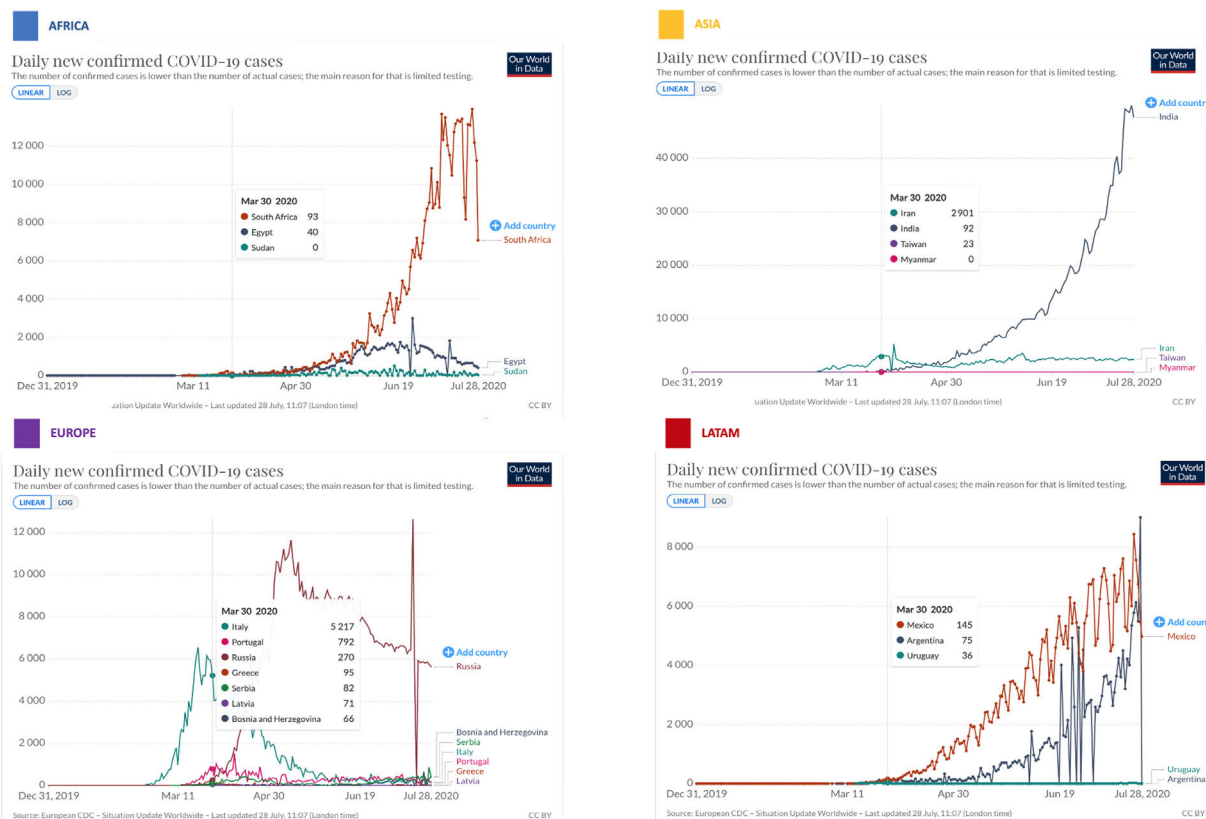 AFRICA
Daily new confirmed COVID-19 cases
The number of confirmed cases is lower than the number of actual cases; the main reason for that is limited testing.
Our World
in Data
LINEAR LOG
12 000
10 000
8 000
6 000
4 000
2 000
0
Mar 30 2020
South Africa 93
Egypt 40
Sudan 0
Add country
South Africa
Egypt
Sudan
Dec 31, 2019 Mar 11 Apr 30 Jun 19 Jul 28, 2020
uation Update Worldwide – Last updated 28 July, 11:07 (London time) CC BY
ASIA
Daily new confirmed COVID-19 cases
The number of confirmed cases is lower than the number of actual cases; the main reason for that is limited testing.
Our World
in Data
LINEAR LOG
Add countr
India
40 000
30 000
20 000
10 000
0
Mar 30 2020
Iran 2901
India 92
Taiwan 23
Myanmar 0
Iran
Taiwan
Myanmar
Dec 31, 2019 Mar 11 Apr 30 Jun 19 Jul 28, 2020
uation Update Worldwide – Last updated 28 July, 11:07 (London time) CC BY
EUROPE
Daily new confirmed COVID-19 cases
The number of confirmed cases is lower than the number of actual cases; the main reason for that is limited testing.
Our World
in Data
LINEAR LOG
12 000
10 000
8 000
6 000
4 000
2 000
0
Mar 30 2020
Italy 5 217
Portugal 792
Russia 270
Greece 95
Serbia 82
Latvia 71
Bosnia and Herzegovina 66
Add country
Russia
Bosnia and Herzegovina
Serbia
Italy
Portugal
Greece
Latvia
Dec 31, 2019 Mar 11 Apr 30 Jun 19 Jul 28, 2020
Source: European CDC – Situation Update Worldwide – Last updated 28 July, 11:07 (London time) CC BY
LATAM
Daily new confirmed COVID-19 cases
The number of confirmed cases is lower than the number of actual cases; the main reason for that is limited testing.
Our World
in Data
LINEAR LOG
8 000
6 000
4 000
2 000
0
Mar 30 2020
Mexico 145
Argentina 75
Uruguay 36
Add coun
Mexico
Uruguay
Argentina
Dec 31, 2019 Mar 11 Apr 30 Jun 19 Jul 28, 2020
Source: European CDC – Situation Update Worldwide – Last updated 28 July, 11:07 (London time) CC BY